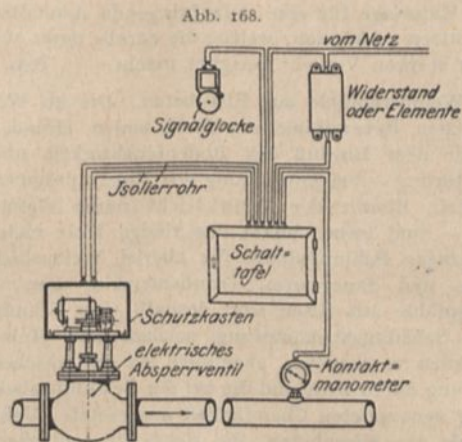 Abb. 168.
vom Netz
Widerstand
oder Elemente
Signalglocke
Jsolierrohr
Schalt=
tafel
Schutzkasten
elektrisches
Absperrventil
Kontakt=
manometer